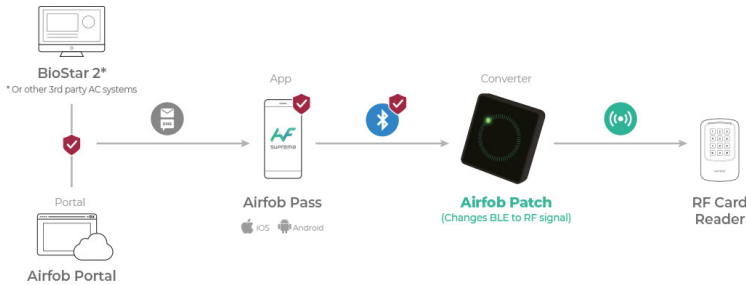 BioStar 2*
* Or other 3rd party AC systems
Portal
Airfob Portal
SMS
App
AF
suprema
Airfob Pass
iOS Android
Converter
Airfob Patch
(Changes BLE to RF signal)
RF Card
Reader